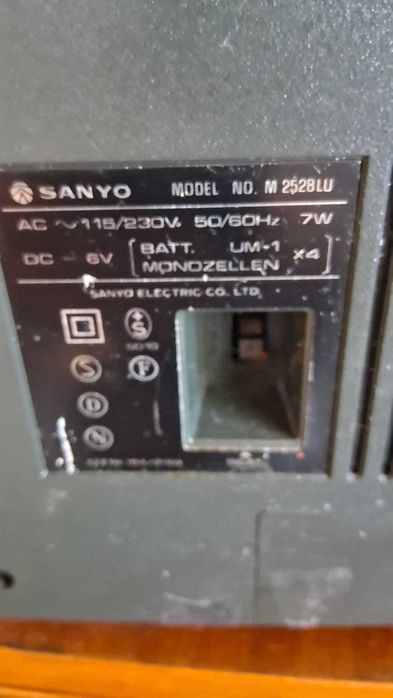 SANYO MODEL NO. M 2528LU
AC ~ 115/230V, 50/60Hz 7W
DC ⎓ 6V [BATT. UM-1 MONOZELLEN ×4]
SANYO ELECTRIC CO. LTD.
S
S
F
D
N